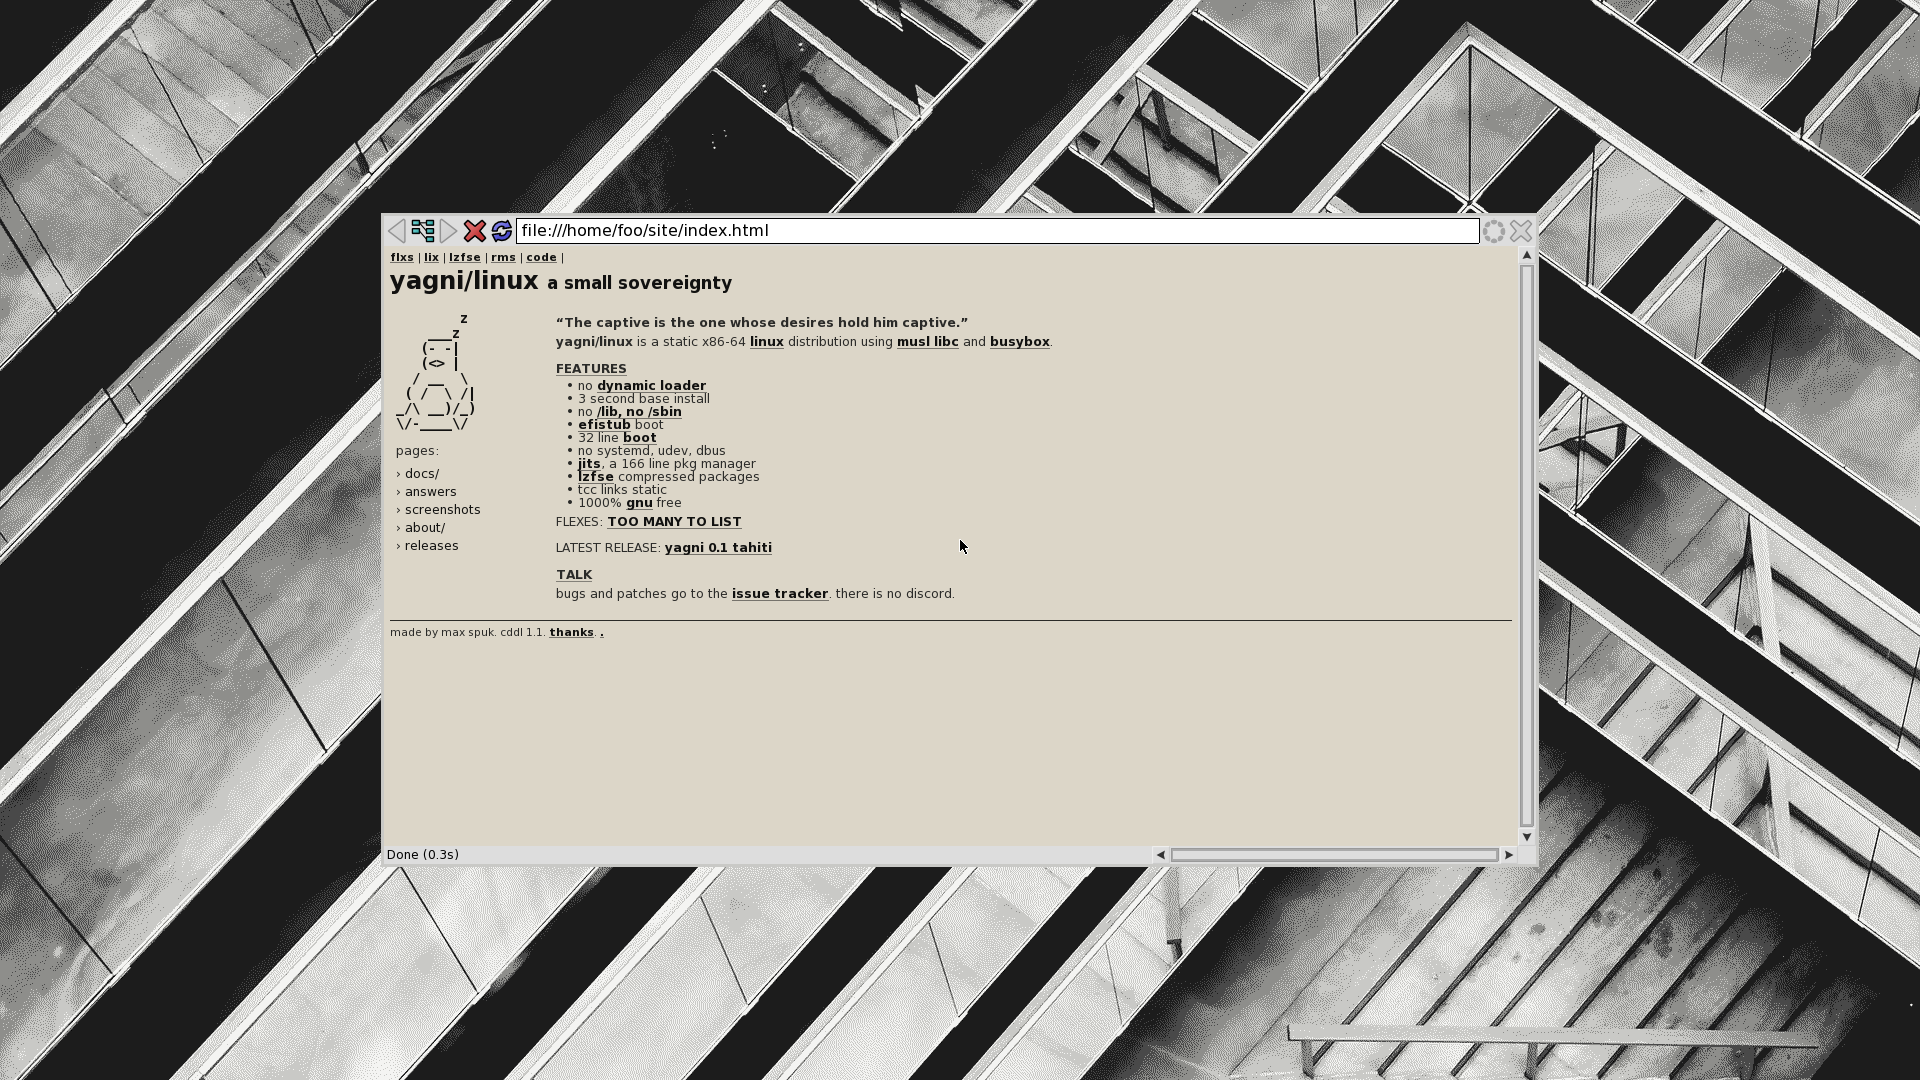 file:///home/foo/site/index.html
flxs | lix | lzfse | rms | code |
yagni/linux a small sovereignty
z
___z
(- -|
(<> |
/ __  \
( /  \ /|
_/\ __)/_)
\/-____\/
“The captive is the one whose desires hold him captive.”
yagni/linux is a static x86-64 linux distribution using musl libc and busybox.
FEATURES
• no dynamic loader
• 3 second base install
• no /lib, no /sbin
• efistub boot
• 32 line boot
• no systemd, udev, dbus
• jits, a 166 line pkg manager
• lzfse compressed packages
• tcc links static
• 1000% gnu free
FLEXES: TOO MANY TO LIST
LATEST RELEASE: yagni 0.1 tahiti
TALK
bugs and patches go to the issue tracker. there is no discord.
pages:
› docs/
› answers
› screenshots
› about/
› releases
made by max spuk. cddl 1.1. thanks. .
Done (0.3s)